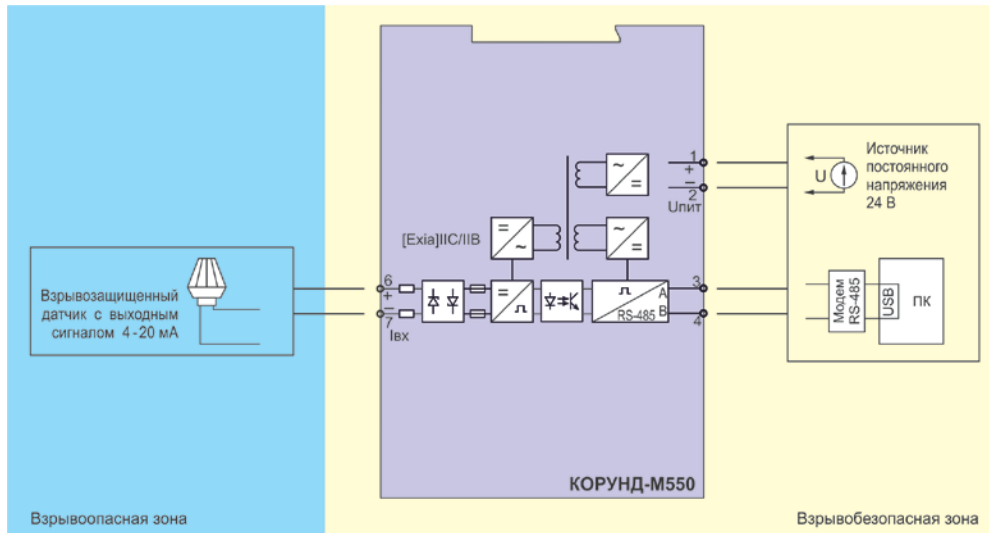 1
+
−
2
Uпит
U
Источник
постоянного
напряжения
24 В
[Exia]IIC/IIB
=
~
~
=
~
=
Взрывозащищенный
датчик с выходным
сигналом 4-20 мА
6
+
−
7
Iвх
=
A
B
RS-485
3
4
Модем
RS-485
USB
ПК
КОРУНД-М550
Взрывоопасная зона
Взрывобезопасная зона